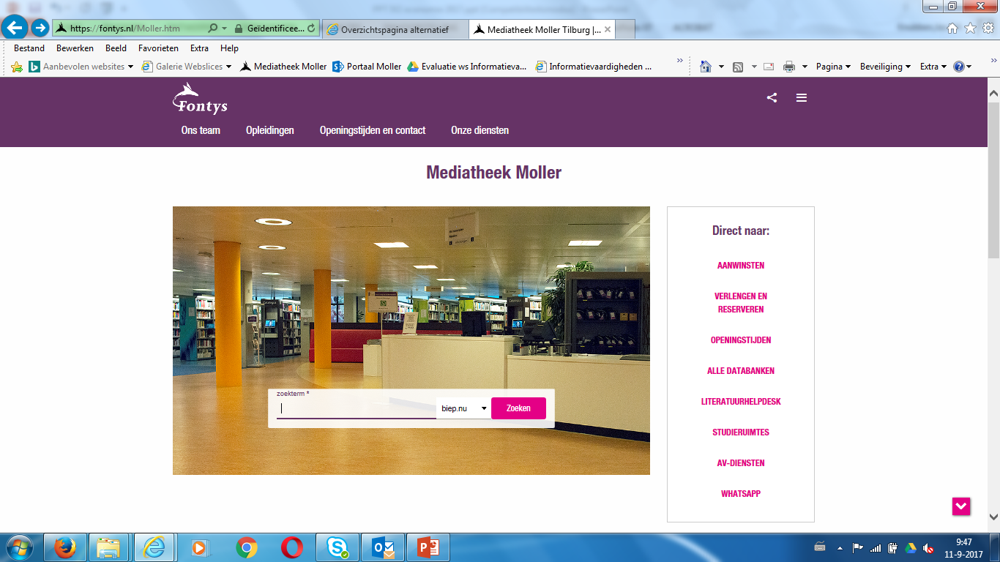 https://fontys.nl/Moller.htm
Geïdentificee...
Overzichtspagina alternatief
Mediatheek Moller Tilburg |...
Bestand Bewerken Beeld Favorieten Extra Help
Aanbevolen websites Galerie Webslices Mediatheek Moller Portaal Moller Evaluatie ws Informatieva... Informatievaardigheden ... Pagina Beveiliging Extra
Fontys
Ons team Opleidingen Openingstijden en contact Onze diensten
Mediatheek Moller
zoekterm *
biep.nu
Zoeken
Direct naar:
AANWINSTEN
VERLENGEN EN
RESERVEREN
OPENINGSTIJDEN
ALLE DATABANKEN
LITERATUURHELPDESK
STUDIERUIMTES
AV-DIENSTEN
WHATSAPP
9:47
11-9-2017